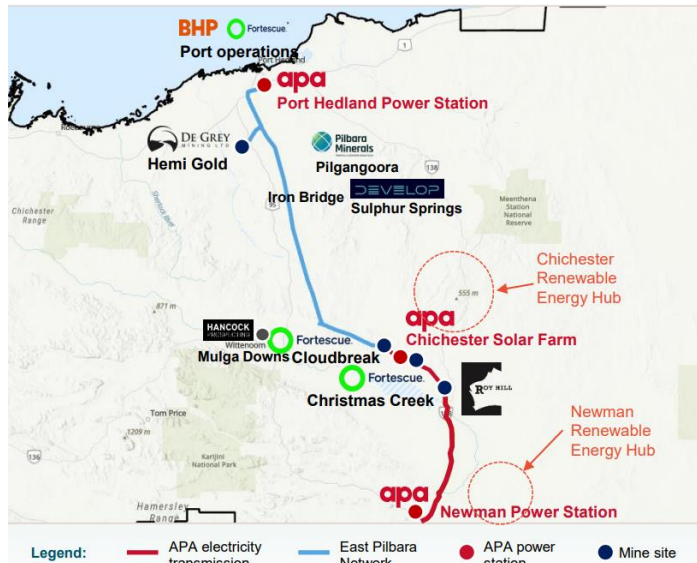 BHP Fortescue.
Port operations
1
apa
Port Hedland Power Station
DE GREY
MINING LTD
Hemi Gold
Pilbara
Minerals
Pilgangoora
138
Iron Bridge
DEVELOP
Sulphur Springs
Meenthena
Station
National
Reserve
Chichester
Range
Chichester
Renewable
Energy Hub
555 m
871 m
apa
Chichester Solar Farm
HANCOCK
PROSPECTING
Wittenoom
Fortescue.
Mulga Downs
Cloudbreak
Fortescue.
Christmas Creek
ROY HILL
Tom Price
1209 m
Karijini
National Park
136
Newman
Renewable
Energy Hub
Hamersley
Range
apa
Newman Power Station
Legend:
APA electricity
transmission
East Pilbara
Network
APA power
station
Mine site